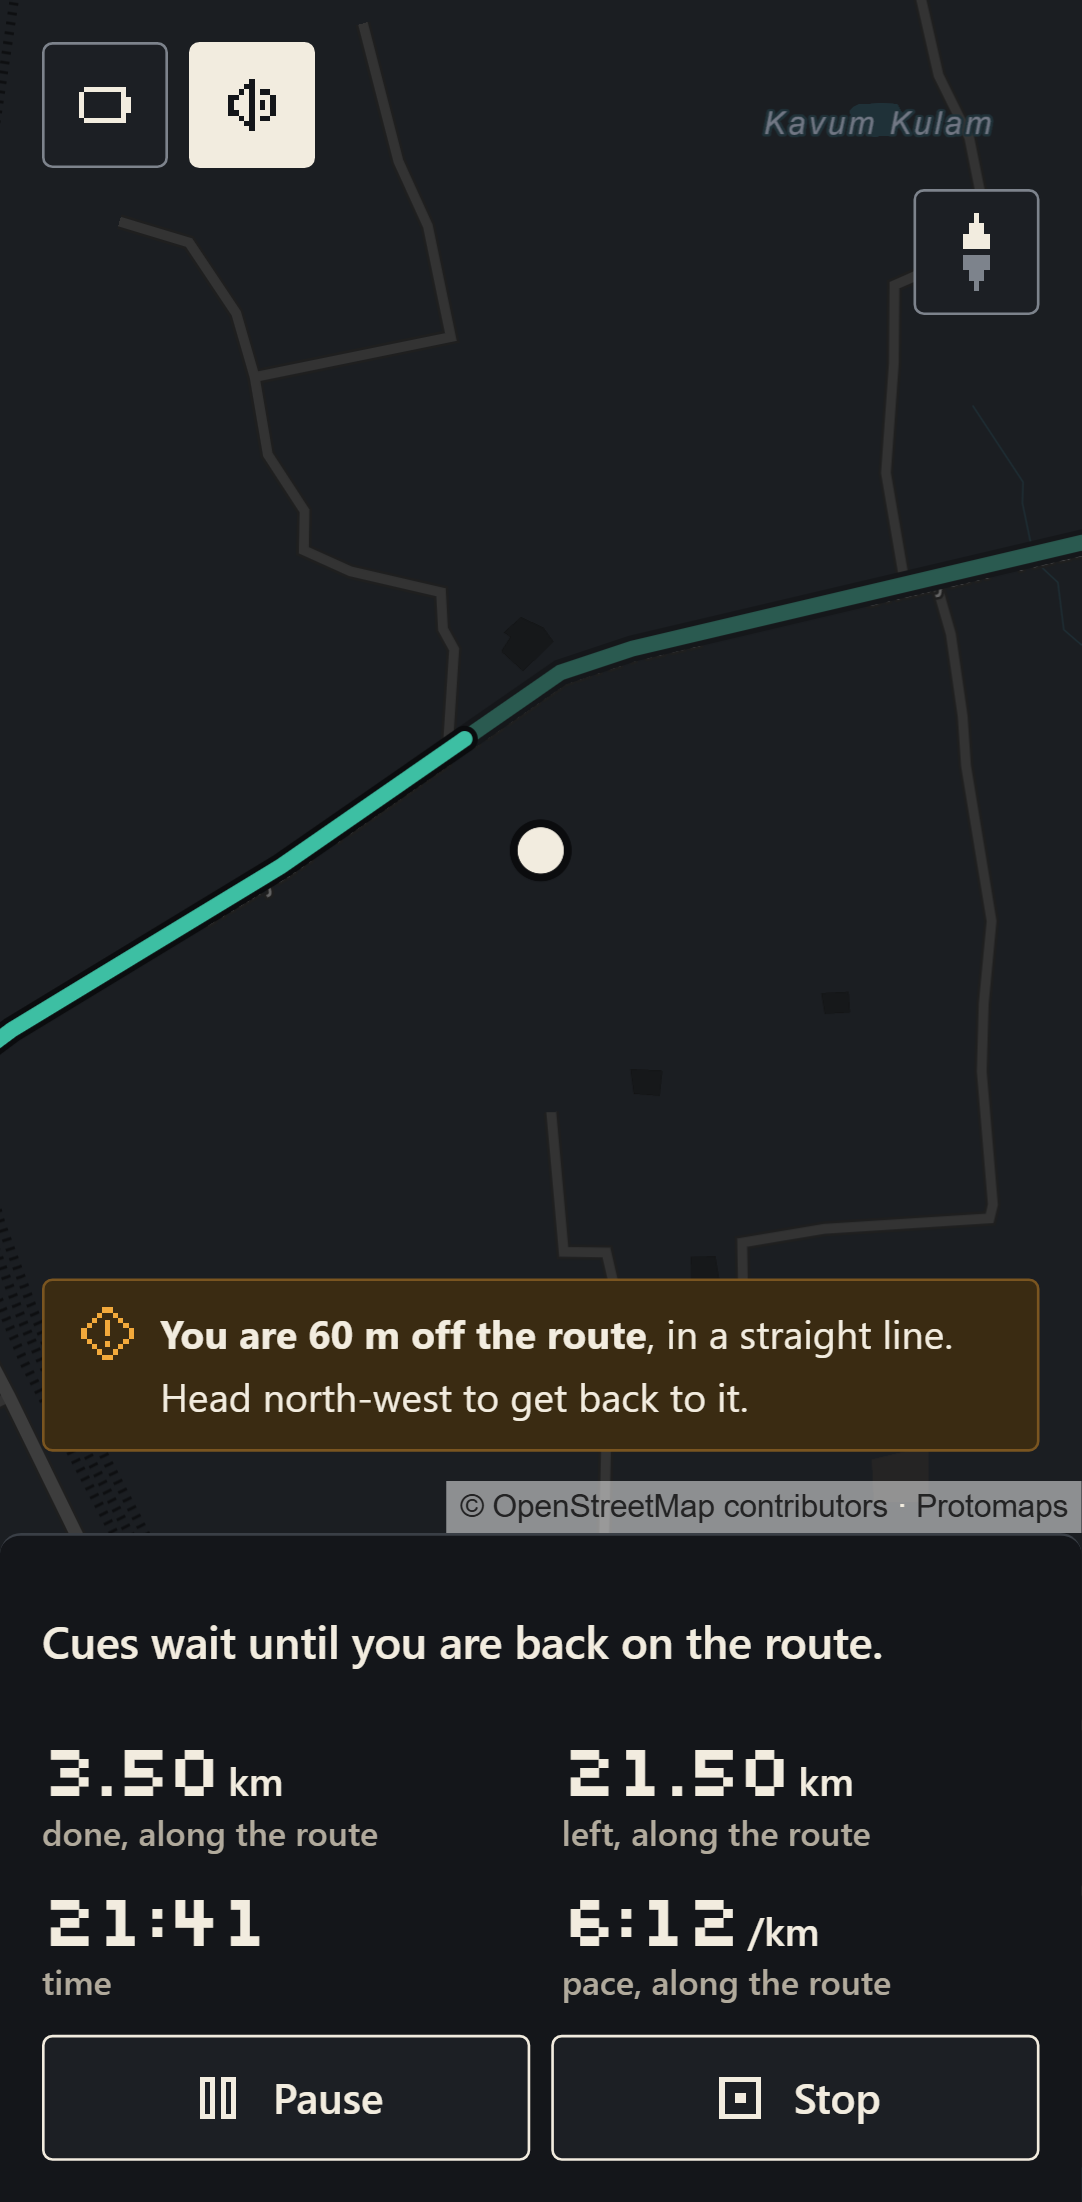 Kavum Kulam
You are 60 m off the route, in a straight line.
Head north-west to get back to it.
© OpenStreetMap contributors · Protomaps
Cues wait until you are back on the route.
3.50 km
done, along the route
21.50 km
left, along the route
21:41
time
6:12 /km
pace, along the route
Pause
Stop